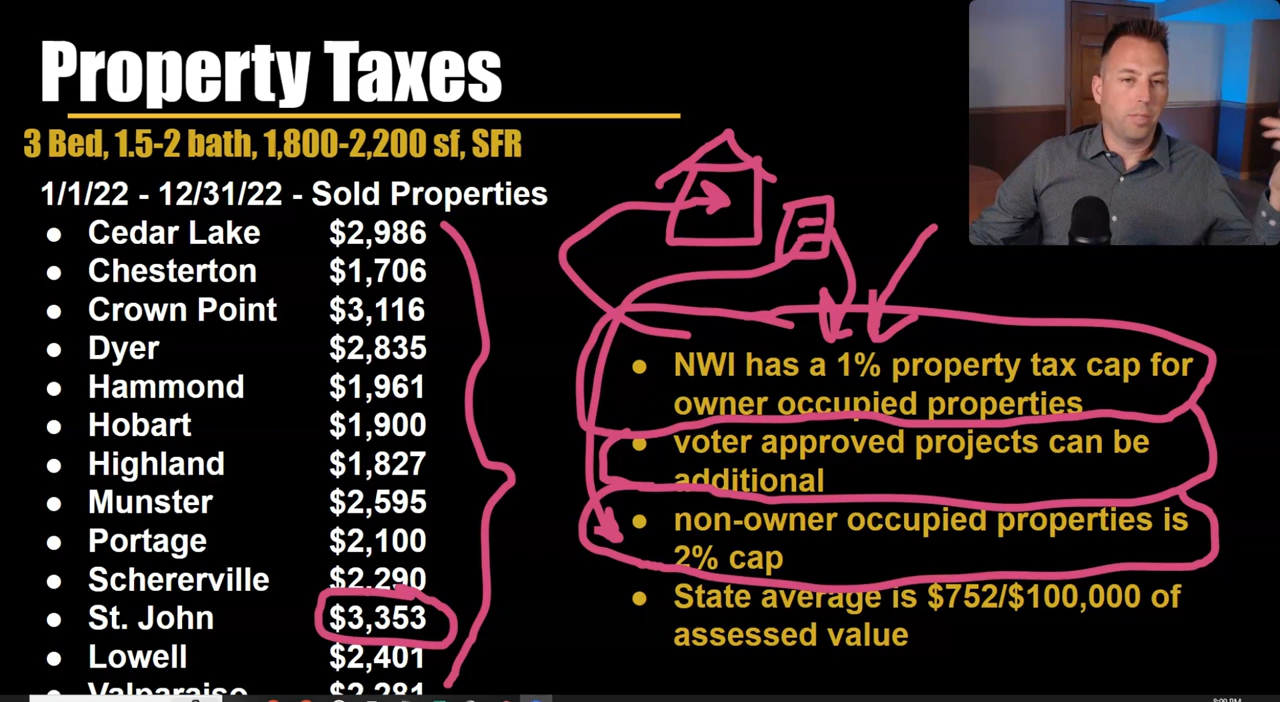 Property Taxes
3 Bed, 1.5-2 bath, 1,800-2,200 sf, SFR
1/1/22 - 12/31/22 - Sold Properties
• Cedar Lake $2,986
• Chesterton $1,706
• Crown Point $3,116
• Dyer $2,835
• Hammond $1,961
• Hobart $1,900
• Highland $1,827
• Munster $2,595
• Portage $2,100
• Schererville $2,290
• St. John $3,353
• Lowell $2,401
• Valparaiso $2,281
• NWI has a 1% property tax cap for
owner occupied properties
• voter approved projects can be
additional
• non-owner occupied properties is
2% cap
• State average is $752/$100,000 of
assessed value